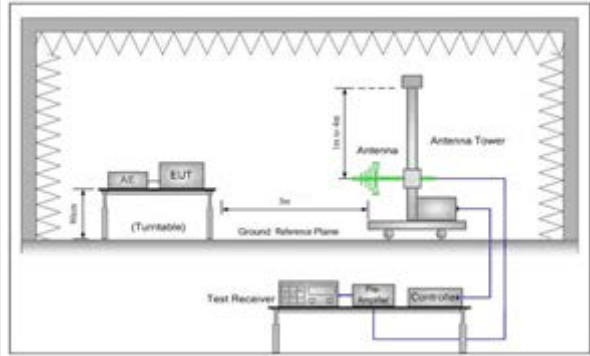 1m to 4m
Antenna
Antenna Tower
AE
EUT
3m
80cm
(Turntable)
Ground Reference Plane
Test Receiver
Pre
Amplifier
Controller